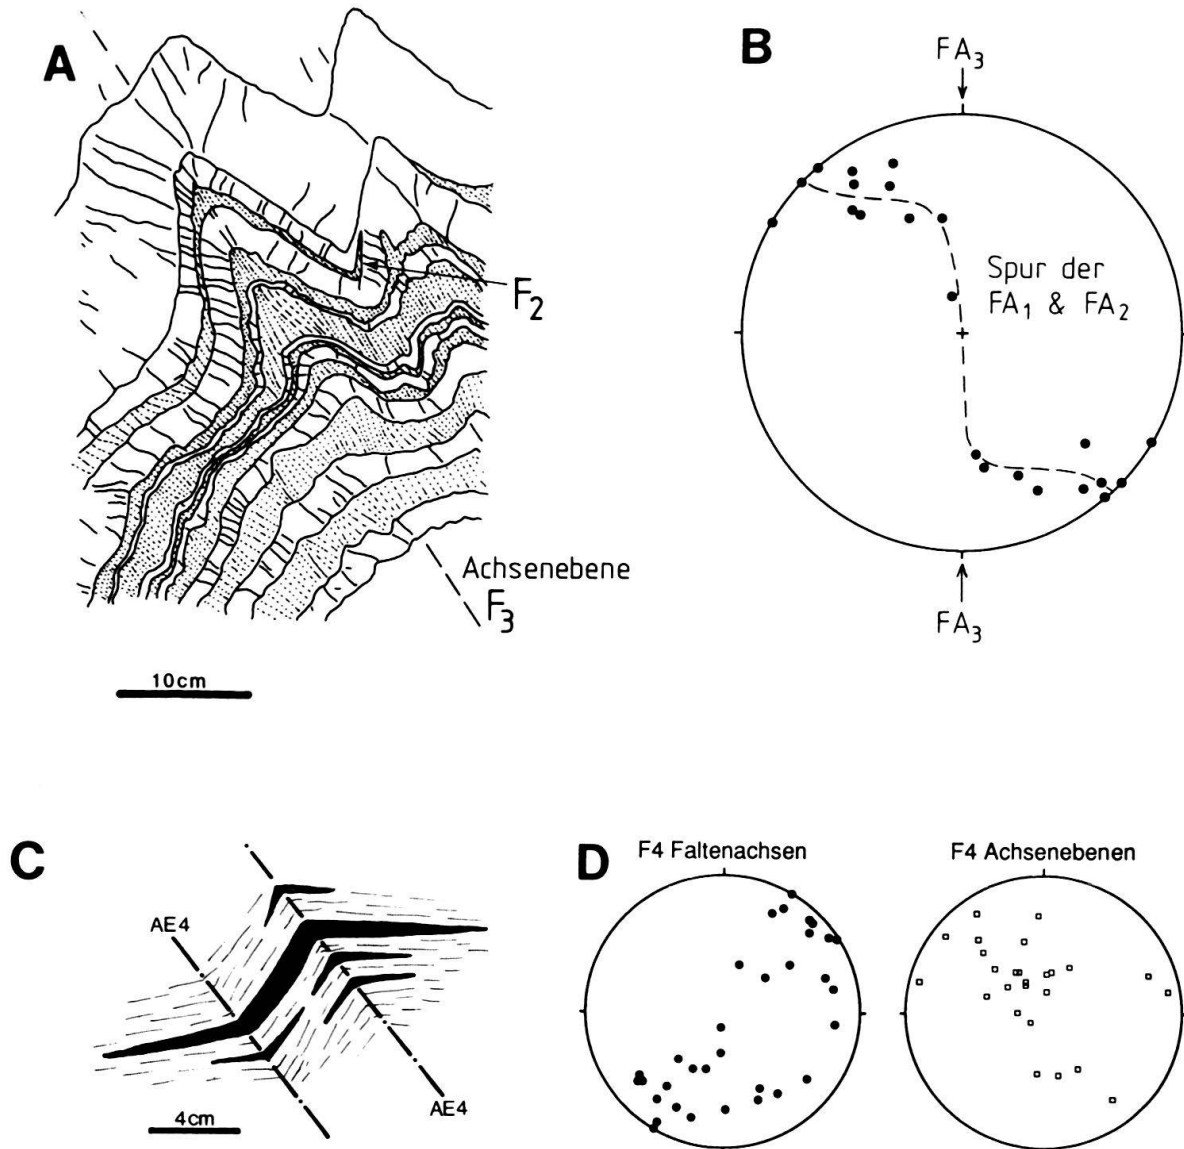 A
F2
Achsenebene
F3
10cm
B
FA3
Spur der
FA1 & FA2
FA3
C
AE4
AE4
4cm
D
F4 Faltenachsen
F4 Achsenebenen